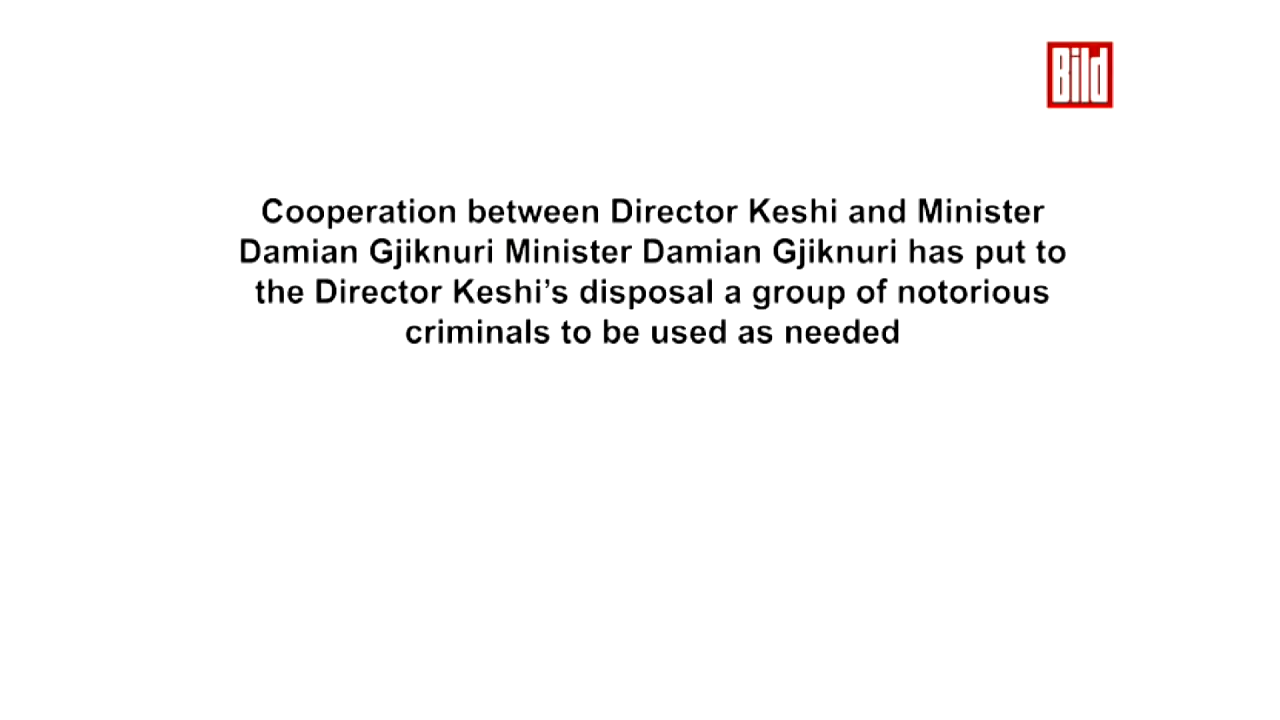 Bild
Cooperation between Director Keshi and Minister
Damian Gjiknuri Minister Damian Gjiknuri has put to
the Director Keshi’s disposal a group of notorious
criminals to be used as needed